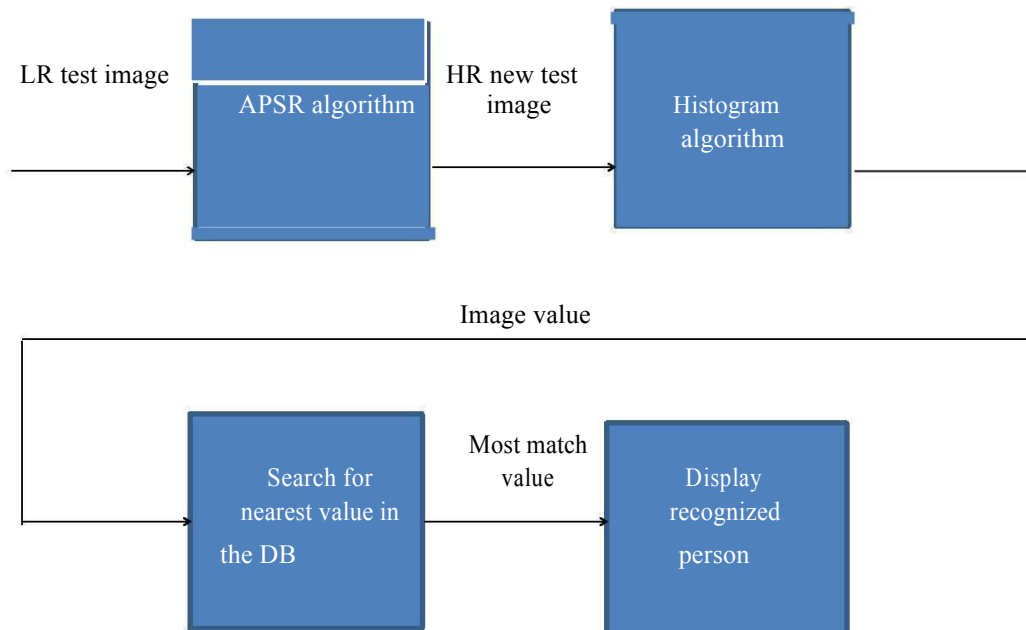 LR test image
APSR algorithm
HR new test
image
Histogram
algorithm
Image value
Search for
nearest value in
the DB
Most match
value
Display
recognized
person